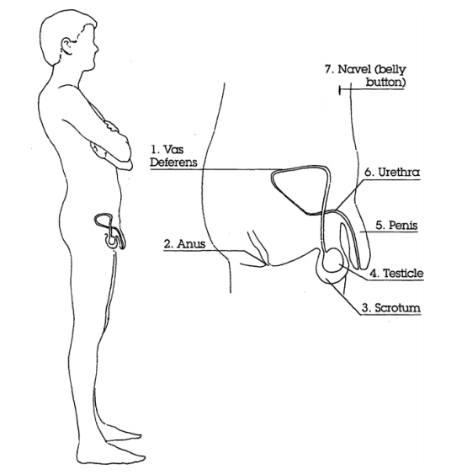 7. Navel (belly
button)
1. Vas
Deferens
6. Urethra
5. Penis
2. Anus
4. Testicle
3. Scrotum